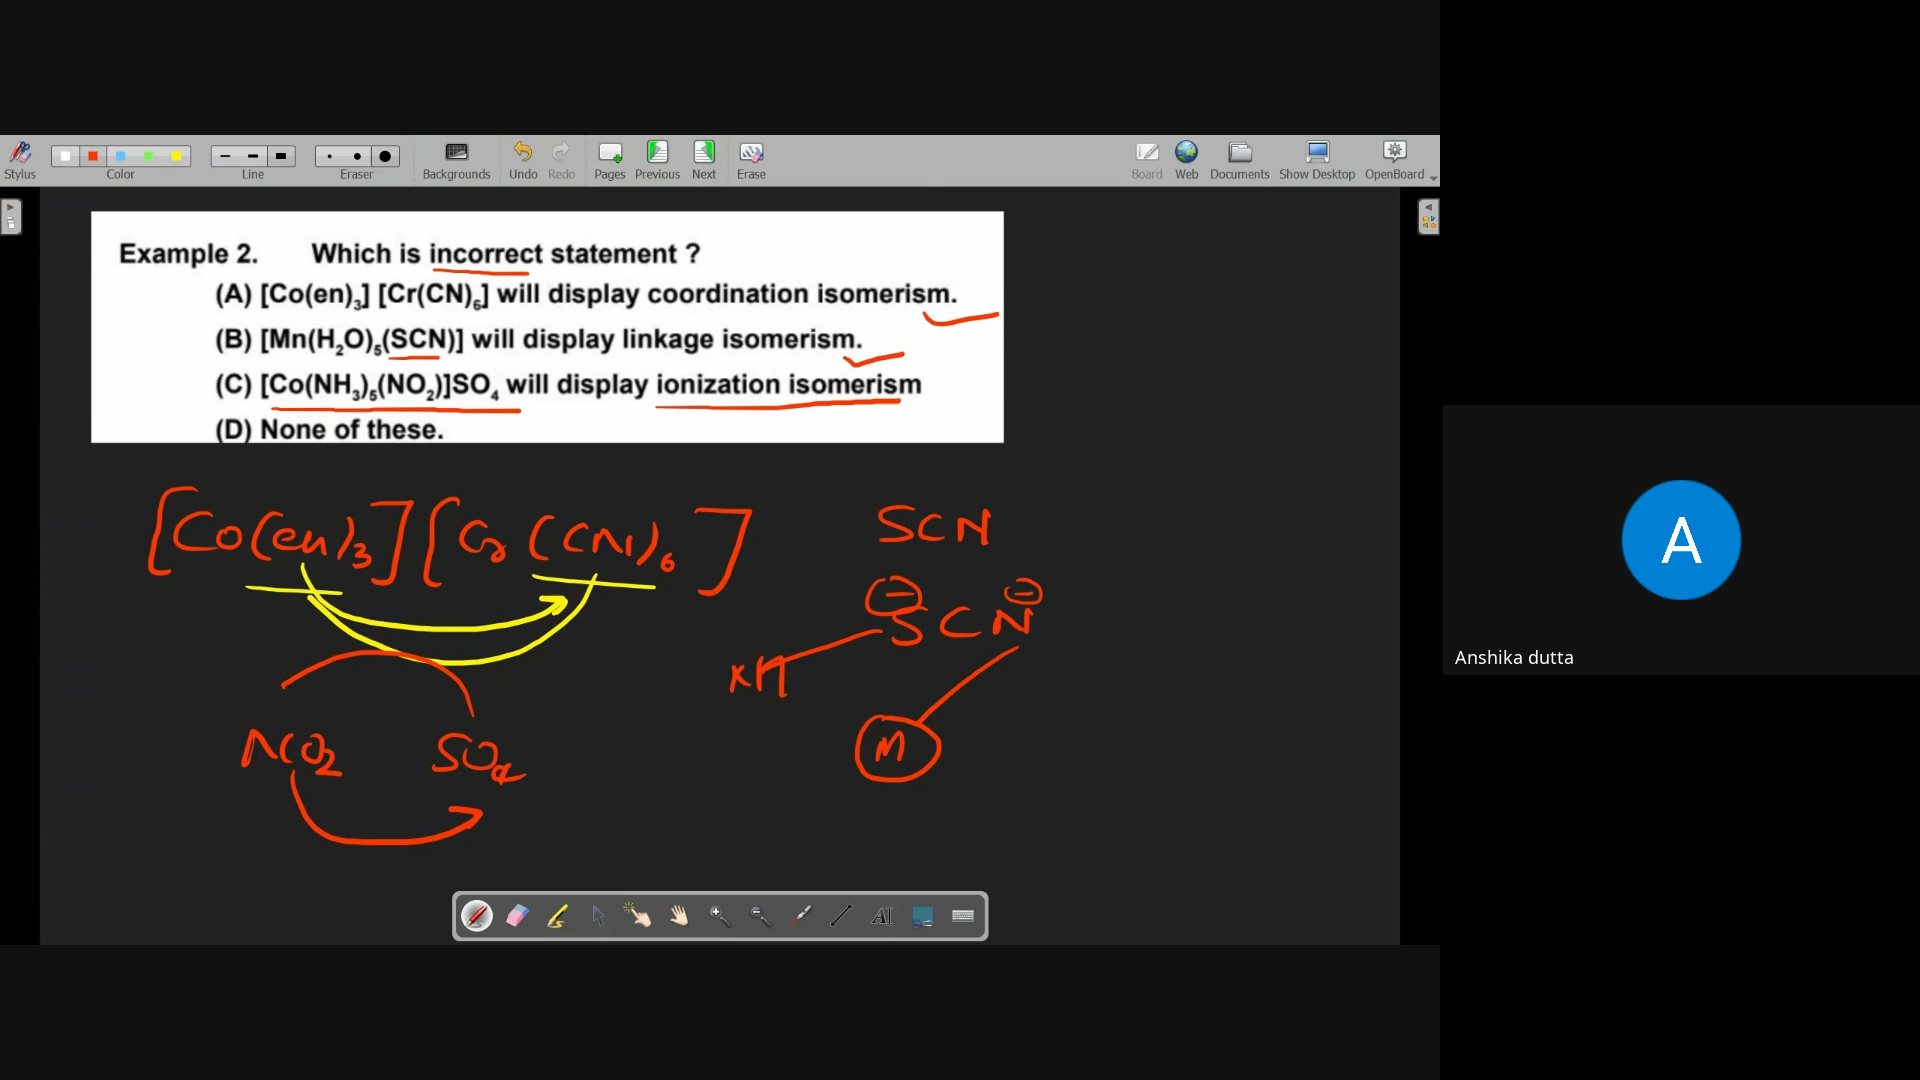 Stylus Color Line Eraser Backgrounds Undo Redo Pages Previous Next Erase Board Web Documents Show Desktop OpenBoard
Example 2. Which is incorrect statement ?
(A) [Co(en)₃] [Cr(CN)₆] will display coordination isomerism.
(B) [Mn(H₂O)₅(SCN)] will display linkage isomerism.
(C) [Co(NH₃)₅(NO₂)]SO₄ will display ionization isomerism
(D) None of these.
[Co(en)₃][Cr(CN)₆]
SCN
SCN
M
SO₄
A
Anshika dutta